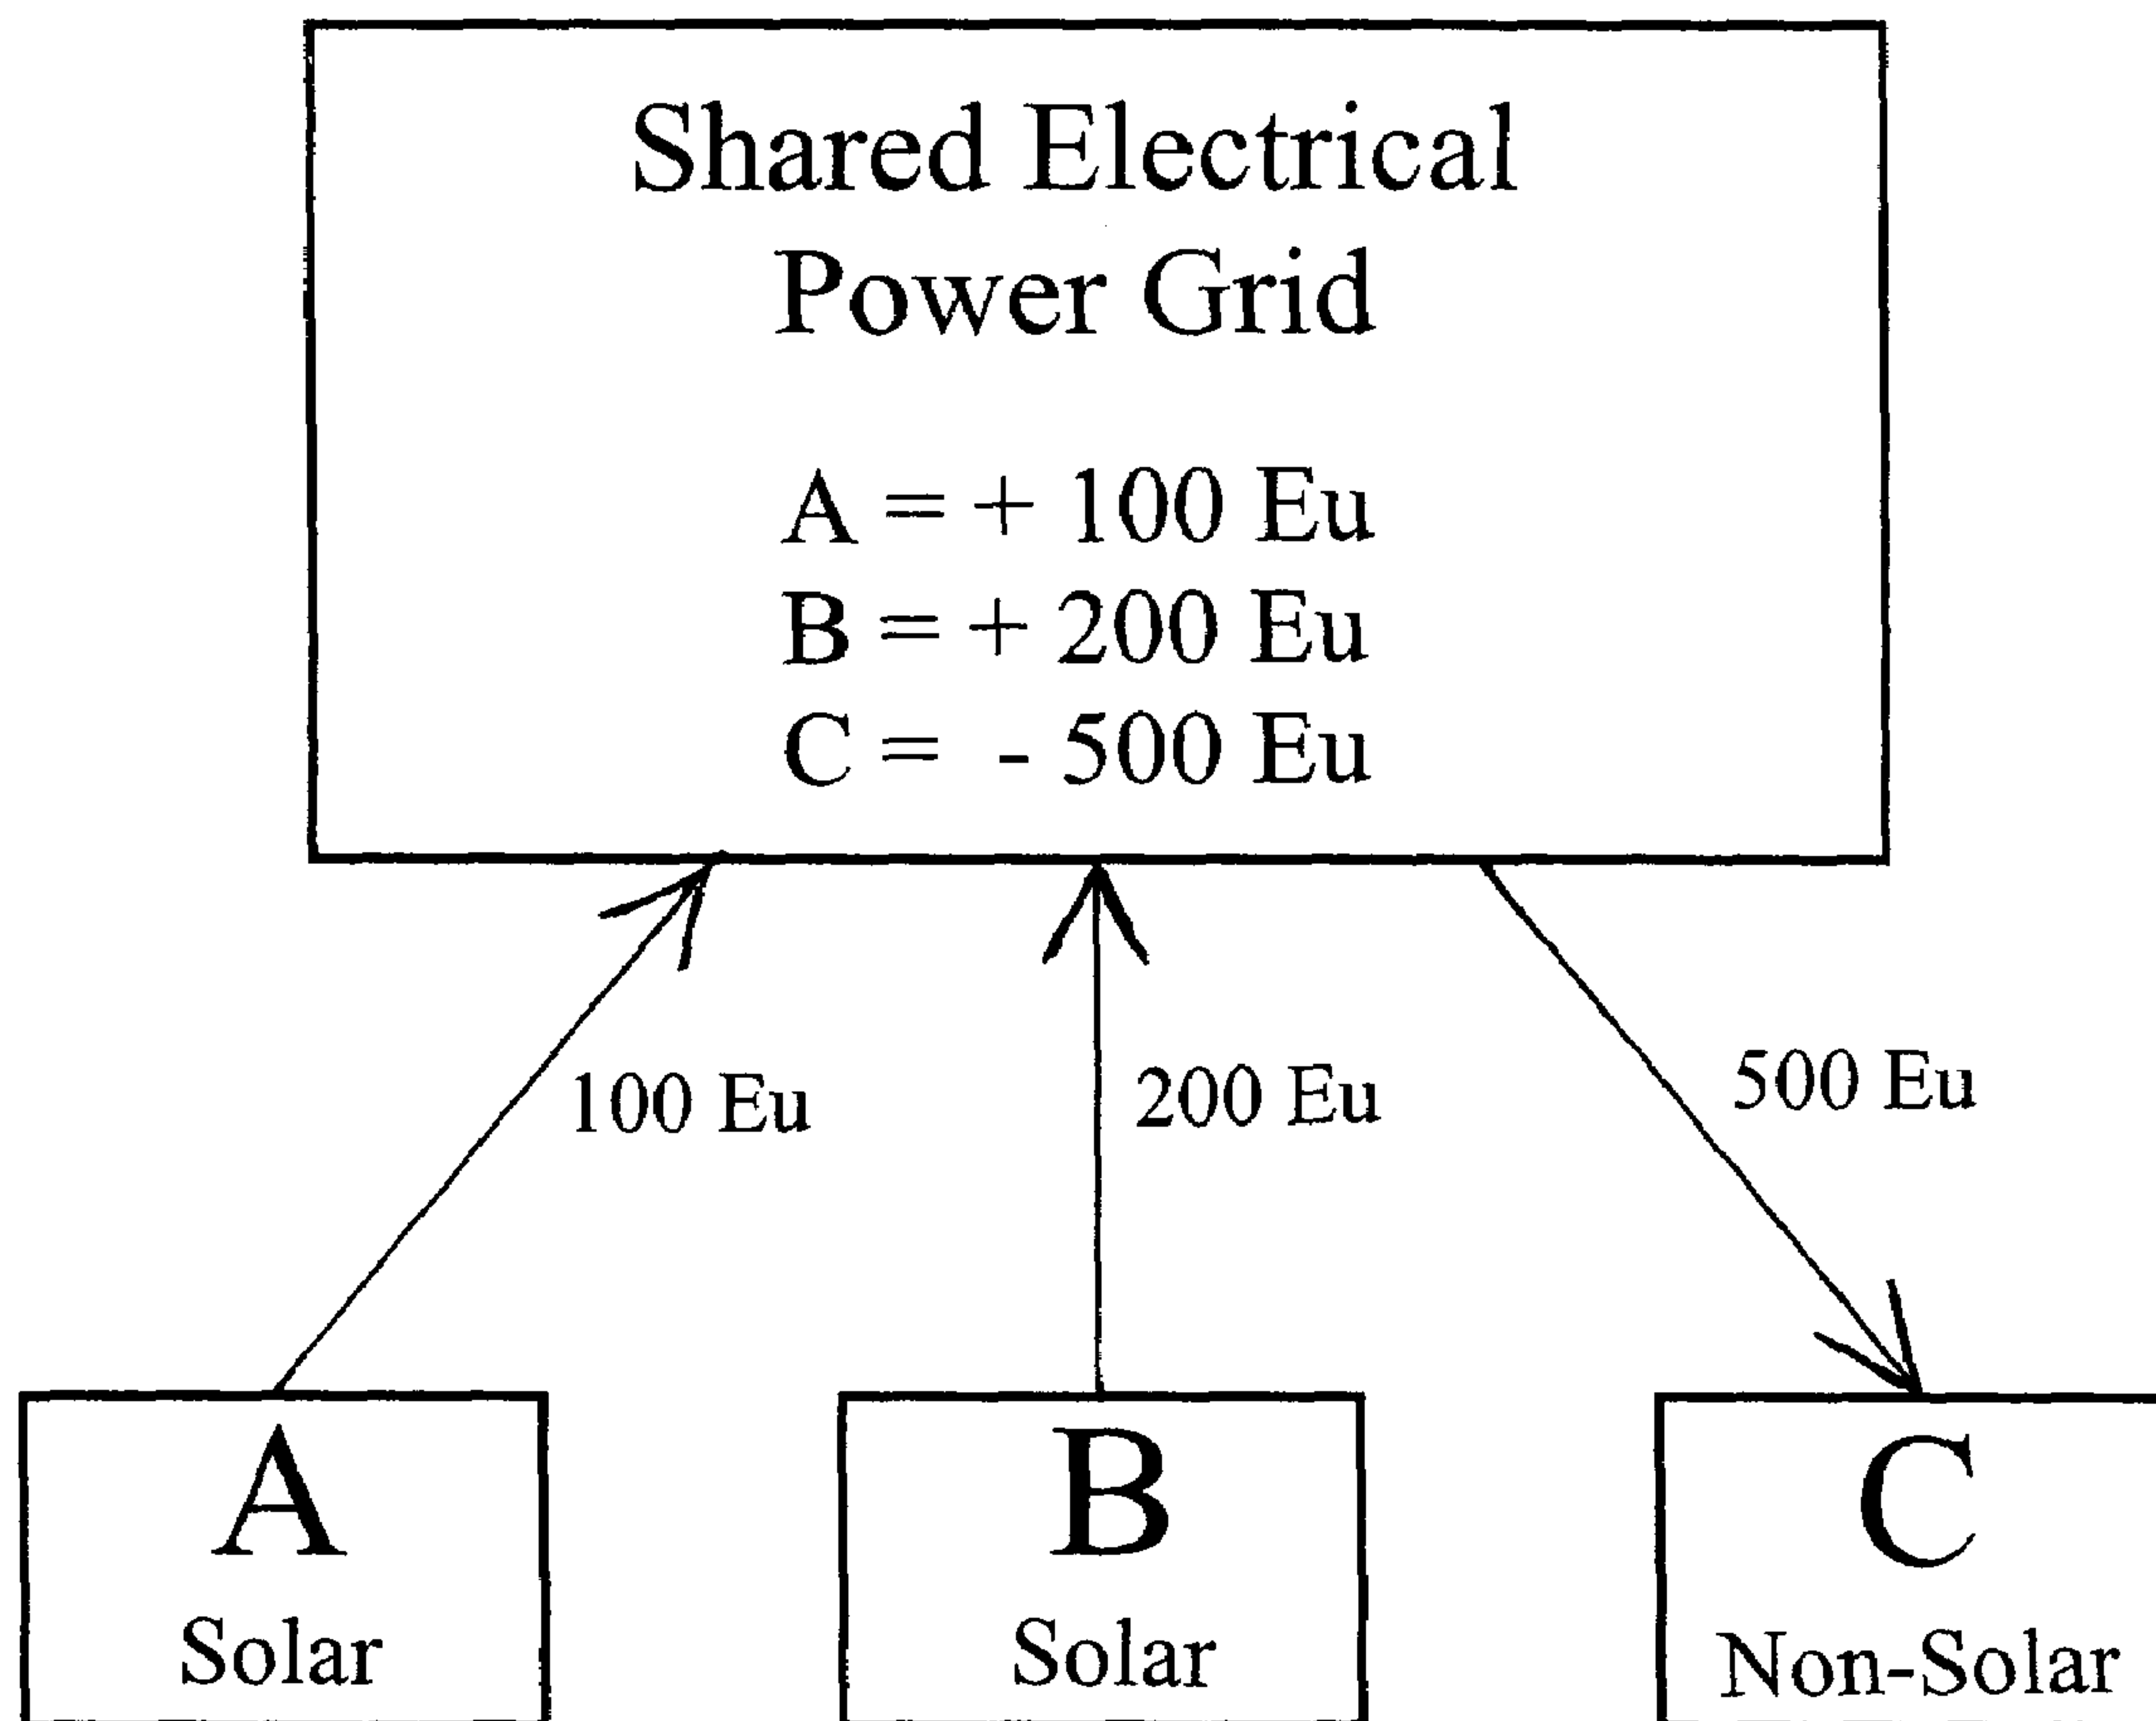 Shared Electrical
Power Grid
A = + 100 Eu
B = + 200 Eu
C = - 500 Eu
100 Eu
200 Eu
500 Eu
A
Solar
B
Solar
C
Non-Solar